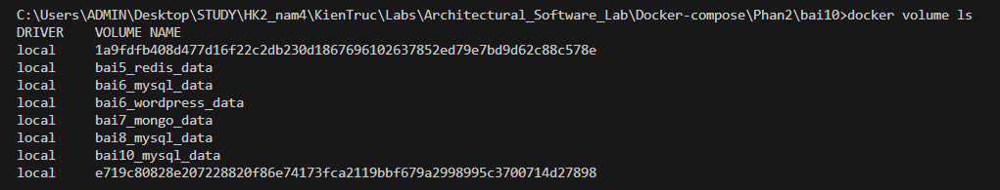 C:\Users\ADMIN\Desktop\STUDY\HK2_nam4\KienTruc\Labs\Architectural_Software_Lab\Docker-compose\Phan2\bai10>docker volume ls
DRIVER    VOLUME NAME
local     1a9fdfb408d477d16f22c2db230d1867696102637852ed79e7bd9d62c88c578e
local     bai5_redis_data
local     bai6_mysql_data
local     bai6_wordpress_data
local     bai7_mongo_data
local     bai8_mysql_data
local     bai10_mysql_data
local     e719c80828e207228820f86e74173fca2119bbf679a2998995c3700714d27898